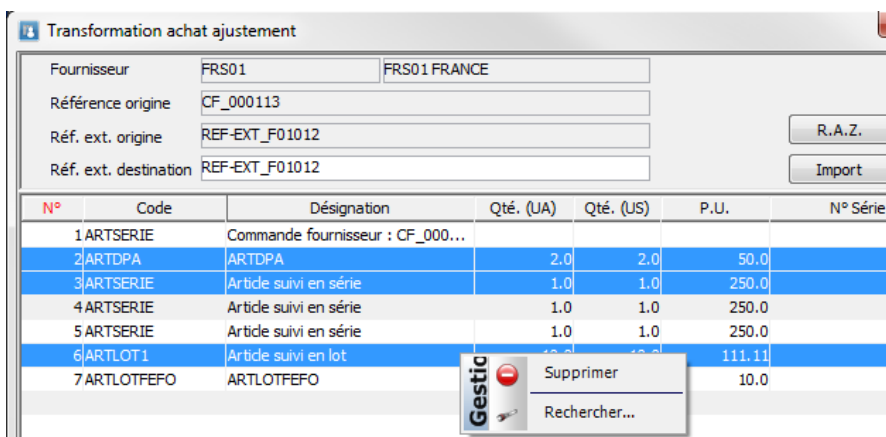 Transformation achat ajustement
Fournisseur FRS01 FRS01 FRANCE
Référence origine CF_000113
Réf. ext. origine REF-EXT_F01012 R.A.Z.
Réf. ext. destination REF-EXT_F01012 Import
N° Code Désignation Qté. (UA) Qté. (US) P.U. N° Série
1 ARTSERIE Commande fournisseur : CF_000...
2 ARTDPA ARTDPA 2.0 2.0 50.0
3 ARTSERIE Article suivi en série 1.0 1.0 250.0
4 ARTSERIE Article suivi en série 1.0 1.0 250.0
5 ARTSERIE Article suivi en série 1.0 1.0 250.0
6 ARTLOT1 Article suivi en lot 111.11
7 ARTLOTFEFO ARTLOTFEFO 10.0
Gestio
Supprimer
Rechercher...